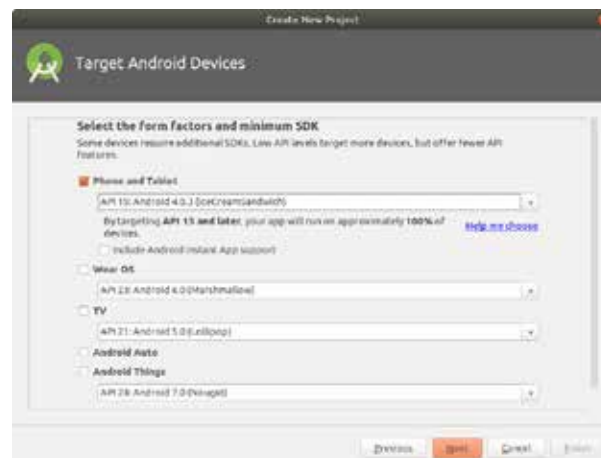 Create New Project
Target Android Devices
Select the form factors and minimum SDK
Some devices require additional SDKs. Low API levels target more devices, but offer fewer API
features.
Phone and Tablet
API 15: Android 4.0.3 (IceCreamSandwich)
By targeting API 15 and later, your app will run on approximately 100% of
devices.
Help me choose
Include Android Instant App support
Wear OS
API 23: Android 6.0 (Marshmallow)
TV
API 21: Android 5.0 (Lollipop)
Android Auto
Android Things
API 24: Android 7.0 (Nougat)
Previous
Next
Cancel
Finish